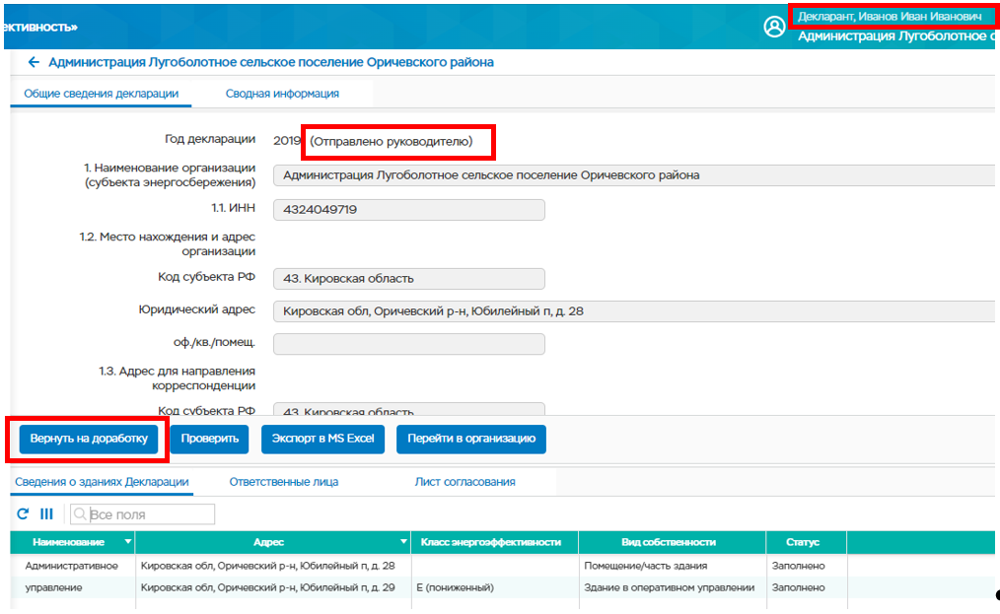 ективность»
Декларант, Иванов Иван Иванович
Администрация Лугоболотное с
Администрация Лугоболотное сельское поселение Оричевского района
Общие сведения декларации Сводная информация
Год декларации 2019 (Отправлено руководителю)
1. Наименование организации
(субъекта энергосбережения)
Администрация Лугоболотное сельское поселение Оричевского района
1.1. ИНН 4324049719
1.2. Место нахождения и адрес
организации
Код субъекта РФ 43. Кировская область
Юридический адрес Кировская обл, Оричевский р-н, Юбилейный п, д. 28
оф./кв./помещ.
1.3. Адрес для направления
корреспонденции
Код субъекта РФ 43. Кировская область
Вернуть на доработку Проверить Экспорт в MS Excel Перейти в организацию
Сведения о зданиях Декларации Ответственные лица Лист согласования
Все поля
Наименование Адрес Класс энергоэффективности Вид собственности Статус
Административное Кировская обл, Оричевский р-н, Юбилейный п, д. 28 Помещение/часть здания Заполнено
управление Кировская обл, Оричевский р-н, Юбилейный п, д. 29 E (пониженный) Здание в оперативном управлении Заполнено